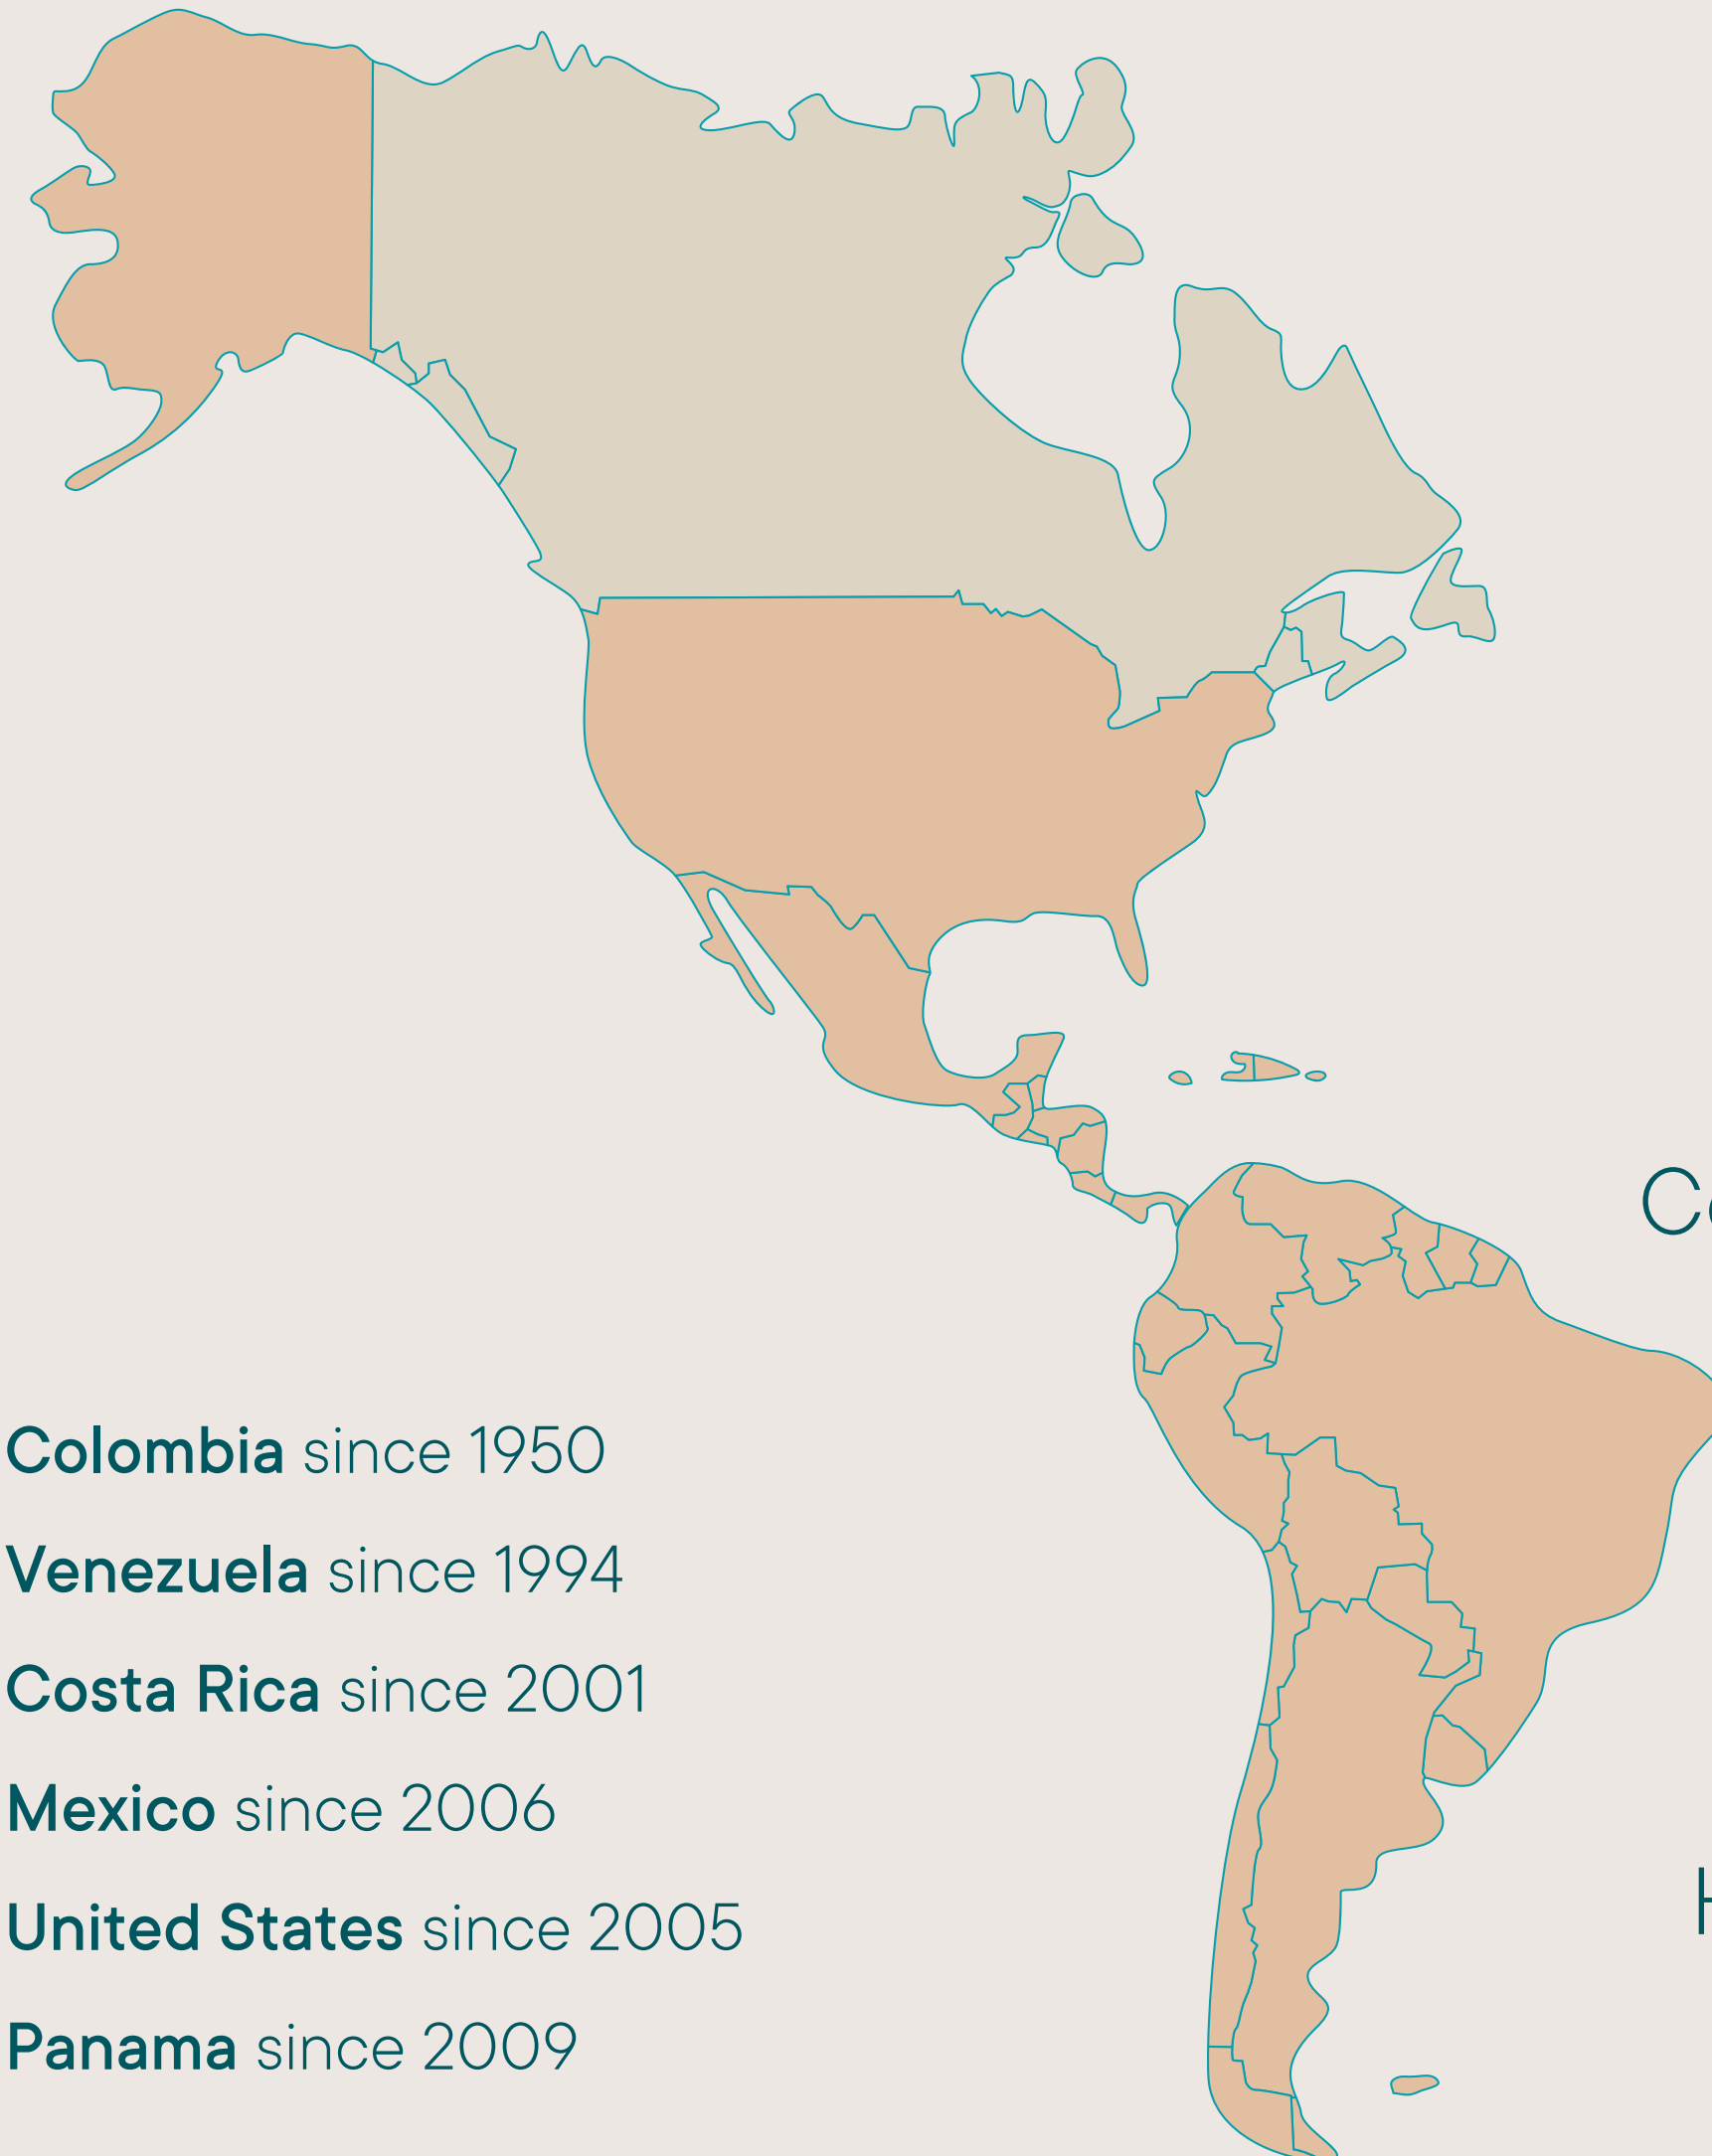 Colombia since 1950
Venezuela since 1994
Costa Rica since 2001
Mexico since 2006
United States since 2005
Panama since 2009